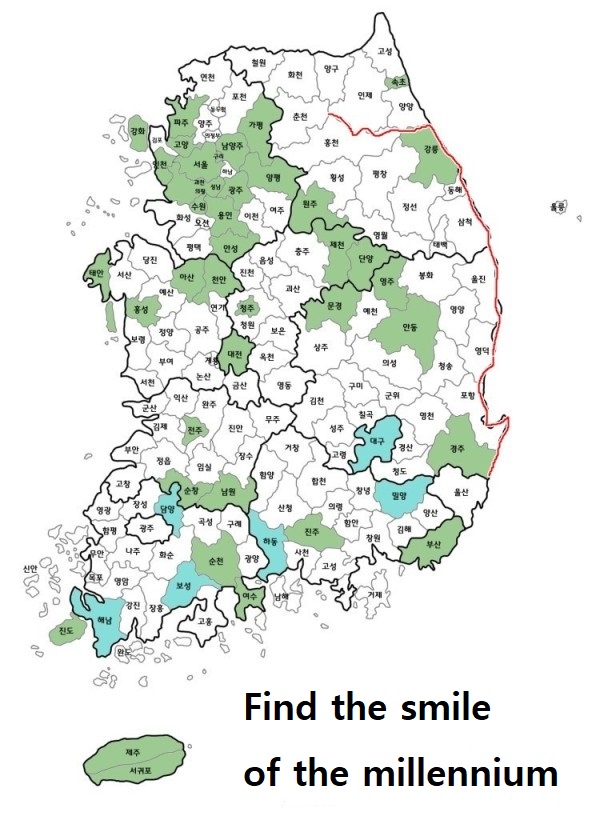 고성
철원
양구
화천
연천
속초
인제
포천
양양
동두천
춘천
가평
파주
양주
강화
의정부
김포
홍천
고양
남양주
강릉
구리
인천
서울
하남
양평
횡성
평창
과천
성남
광주
의왕
동해
원주
정선
수원
용인
이천
여주
울릉
화성
오산
삼척
영월
평택
안성
태백
제천
충주
단양
당진
음성
태안
서산
진천
봉화
울진
아산
천안
영주
괴산
예산
청주
문경
홍성
연기
예천
영양
청원
안동
정양
공주
보은
보령
상주
영덕
대전
계룡
옥천
부여
의성
청송
논산
서천
금산
영동
구미
포항
군위
익산
김천
군산
완주
칠곡
영천
무주
김제
전주
진안
성주
대구
경산
경주
거창
부안
고령
장수
정읍
임실
청도
함양
합천
고창
순창
남원
창녕
밀양
울산
장성
영광
담양
산청
의령
양산
곡성
구례
함평
광주
진주
함안
김해
하동
창원
부산
무안
나주
화순
순천
광양
사천
고성
신안
목포
영암
보성
여수
남해
거제
강진
장흥
해남
고흥
진도
완도
Find the smile
of the millennium
제주
서귀포